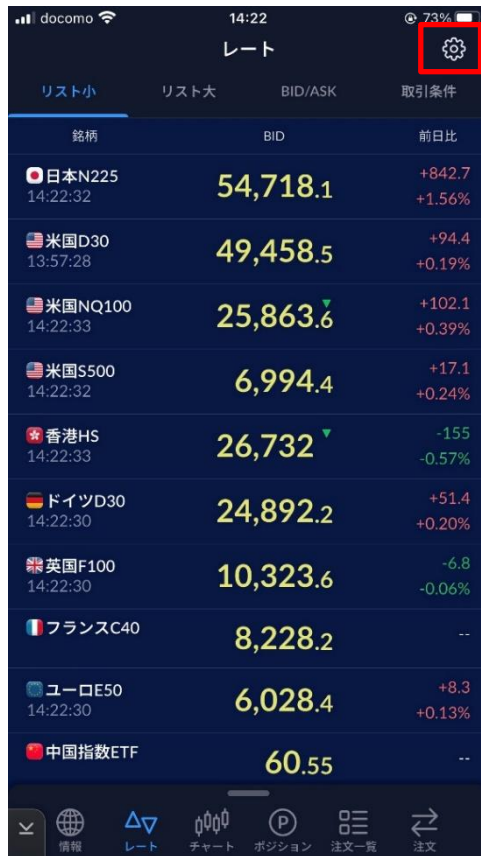 docomo 14:22 73%
レート
リスト小 リスト大 BID/ASK 取引条件
銘柄 BID 前日比
日本N225 54,718.1 +842.7
14:22:32 +1.56%
米国D30 49,458.5 +94.4
13:57:28 +0.19%
米国NQ100 25,863.6 +102.1
14:22:33 +0.39%
米国S500 6,994.4 +17.1
14:22:32 +0.24%
香港HS 26,732 -155
14:22:33 -0.57%
ドイツD30 24,892.2 +51.4
14:22:30 +0.20%
英国F100 10,323.6 -6.8
14:22:30 -0.06%
フランスC40 8,228.2 --
ユーロE50 6,028.4 +8.3
14:22:30 +0.13%
中国指数ETF 60.55 --
情報 レート チャート ポジション 注文一覧 注文